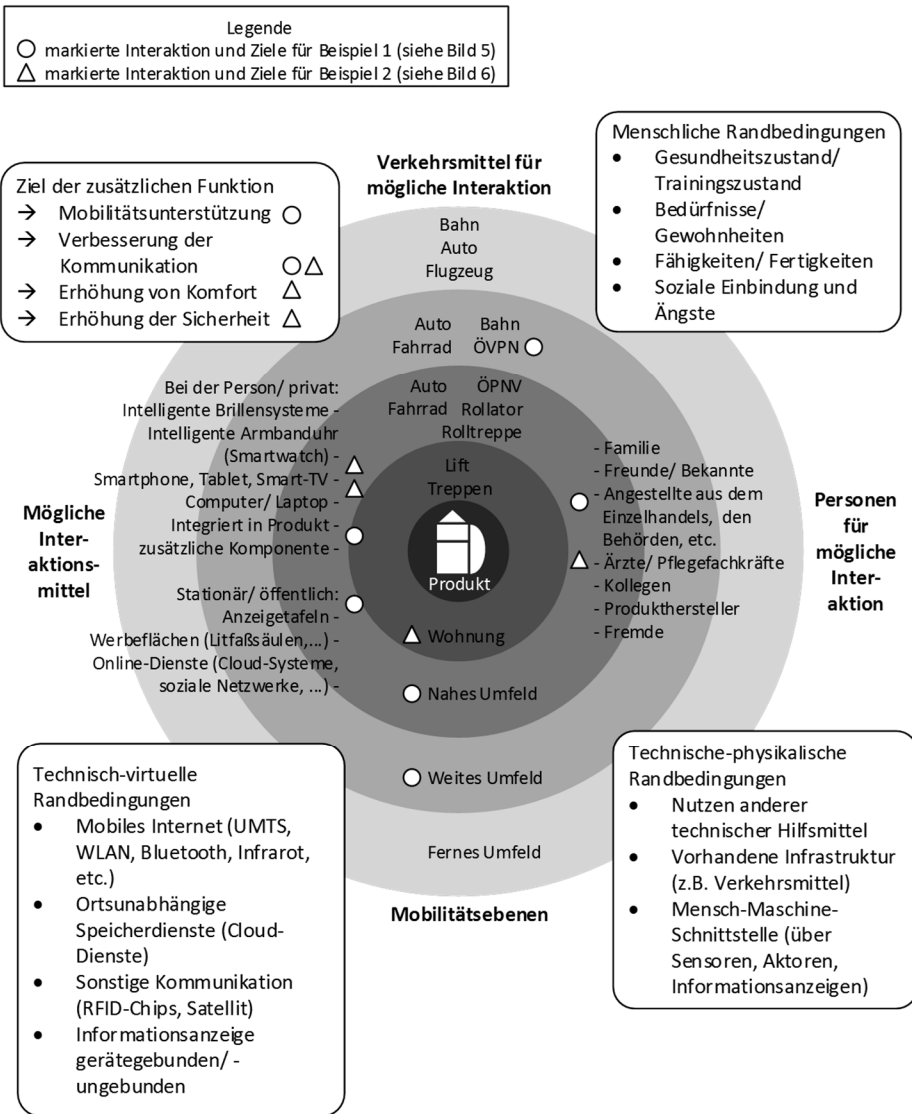 Legende
○ markierte Interaktion und Ziele für Beispiel 1 (siehe Bild 5)
△ markierte Interaktion und Ziele für Beispiel 2 (siehe Bild 6)
Ziel der zusätzlichen Funktion
→ Mobilitätsunterstützung ○
→ Verbesserung der
Kommunikation ○△
→ Erhöhung von Komfort △
→ Erhöhung der Sicherheit △
Verkehrsmittel für
mögliche Interaktion
Menschliche Randbedingungen
• Gesundheitszustand/
Trainingszustand
• Bedürfnisse/
Gewohnheiten
• Fähigkeiten/ Fertigkeiten
• Soziale Einbindung und
Ängste
Bahn
Auto
Flugzeug
Auto Bahn
Fahrrad ÖVPN ○
Auto ÖPNV
Fahrrad Rollator
Rolltreppe
Lift
Treppen
Produkt
Mögliche
Inter-
aktions-
mittel
Bei der Person/ privat:
Intelligente Brillensysteme -
Intelligente Armbanduhr
(Smartwatch) -
Smartphone, Tablet, Smart-TV -
Computer/ Laptop -
Integriert in Produkt -
zusätzliche Komponente -
Stationär/ öffentlich:
Anzeigetafeln -
Werbeflächen (Litfaßsäulen,...) -
Online-Dienste (Cloud-Systeme,
soziale Netzwerke, ...) -
- Familie
- Freunde/ Bekannte
- Angestellte aus dem
Einzelhandels, den
Behörden, etc.
- Ärzte/ Pflegefachkräfte
- Kollegen
- Produkthersteller
- Fremde
Personen
für
mögliche
Inter-
aktion
△ Wohnung
○ Nahes Umfeld
○ Weites Umfeld
Fernes Umfeld
Mobilitätsebenen
Technisch-virtuelle
Randbedingungen
• Mobiles Internet (UMTS,
WLAN, Bluetooth, Infrarot,
etc.)
• Ortsunabhängige
Speicherdienste (Cloud-
Dienste)
• Sonstige Kommunikation
(RFID-Chips, Satellit)
• Informationsanzeige
gerätegebunden/ -
ungebunden
Technische-physikalische
Randbedingungen
• Nutzen anderer
technischer Hilfsmittel
• Vorhandene Infrastruktur
(z.B. Verkehrsmittel)
• Mensch-Maschine-
Schnittstelle (über
Sensoren, Aktoren,
Informationsanzeigen)